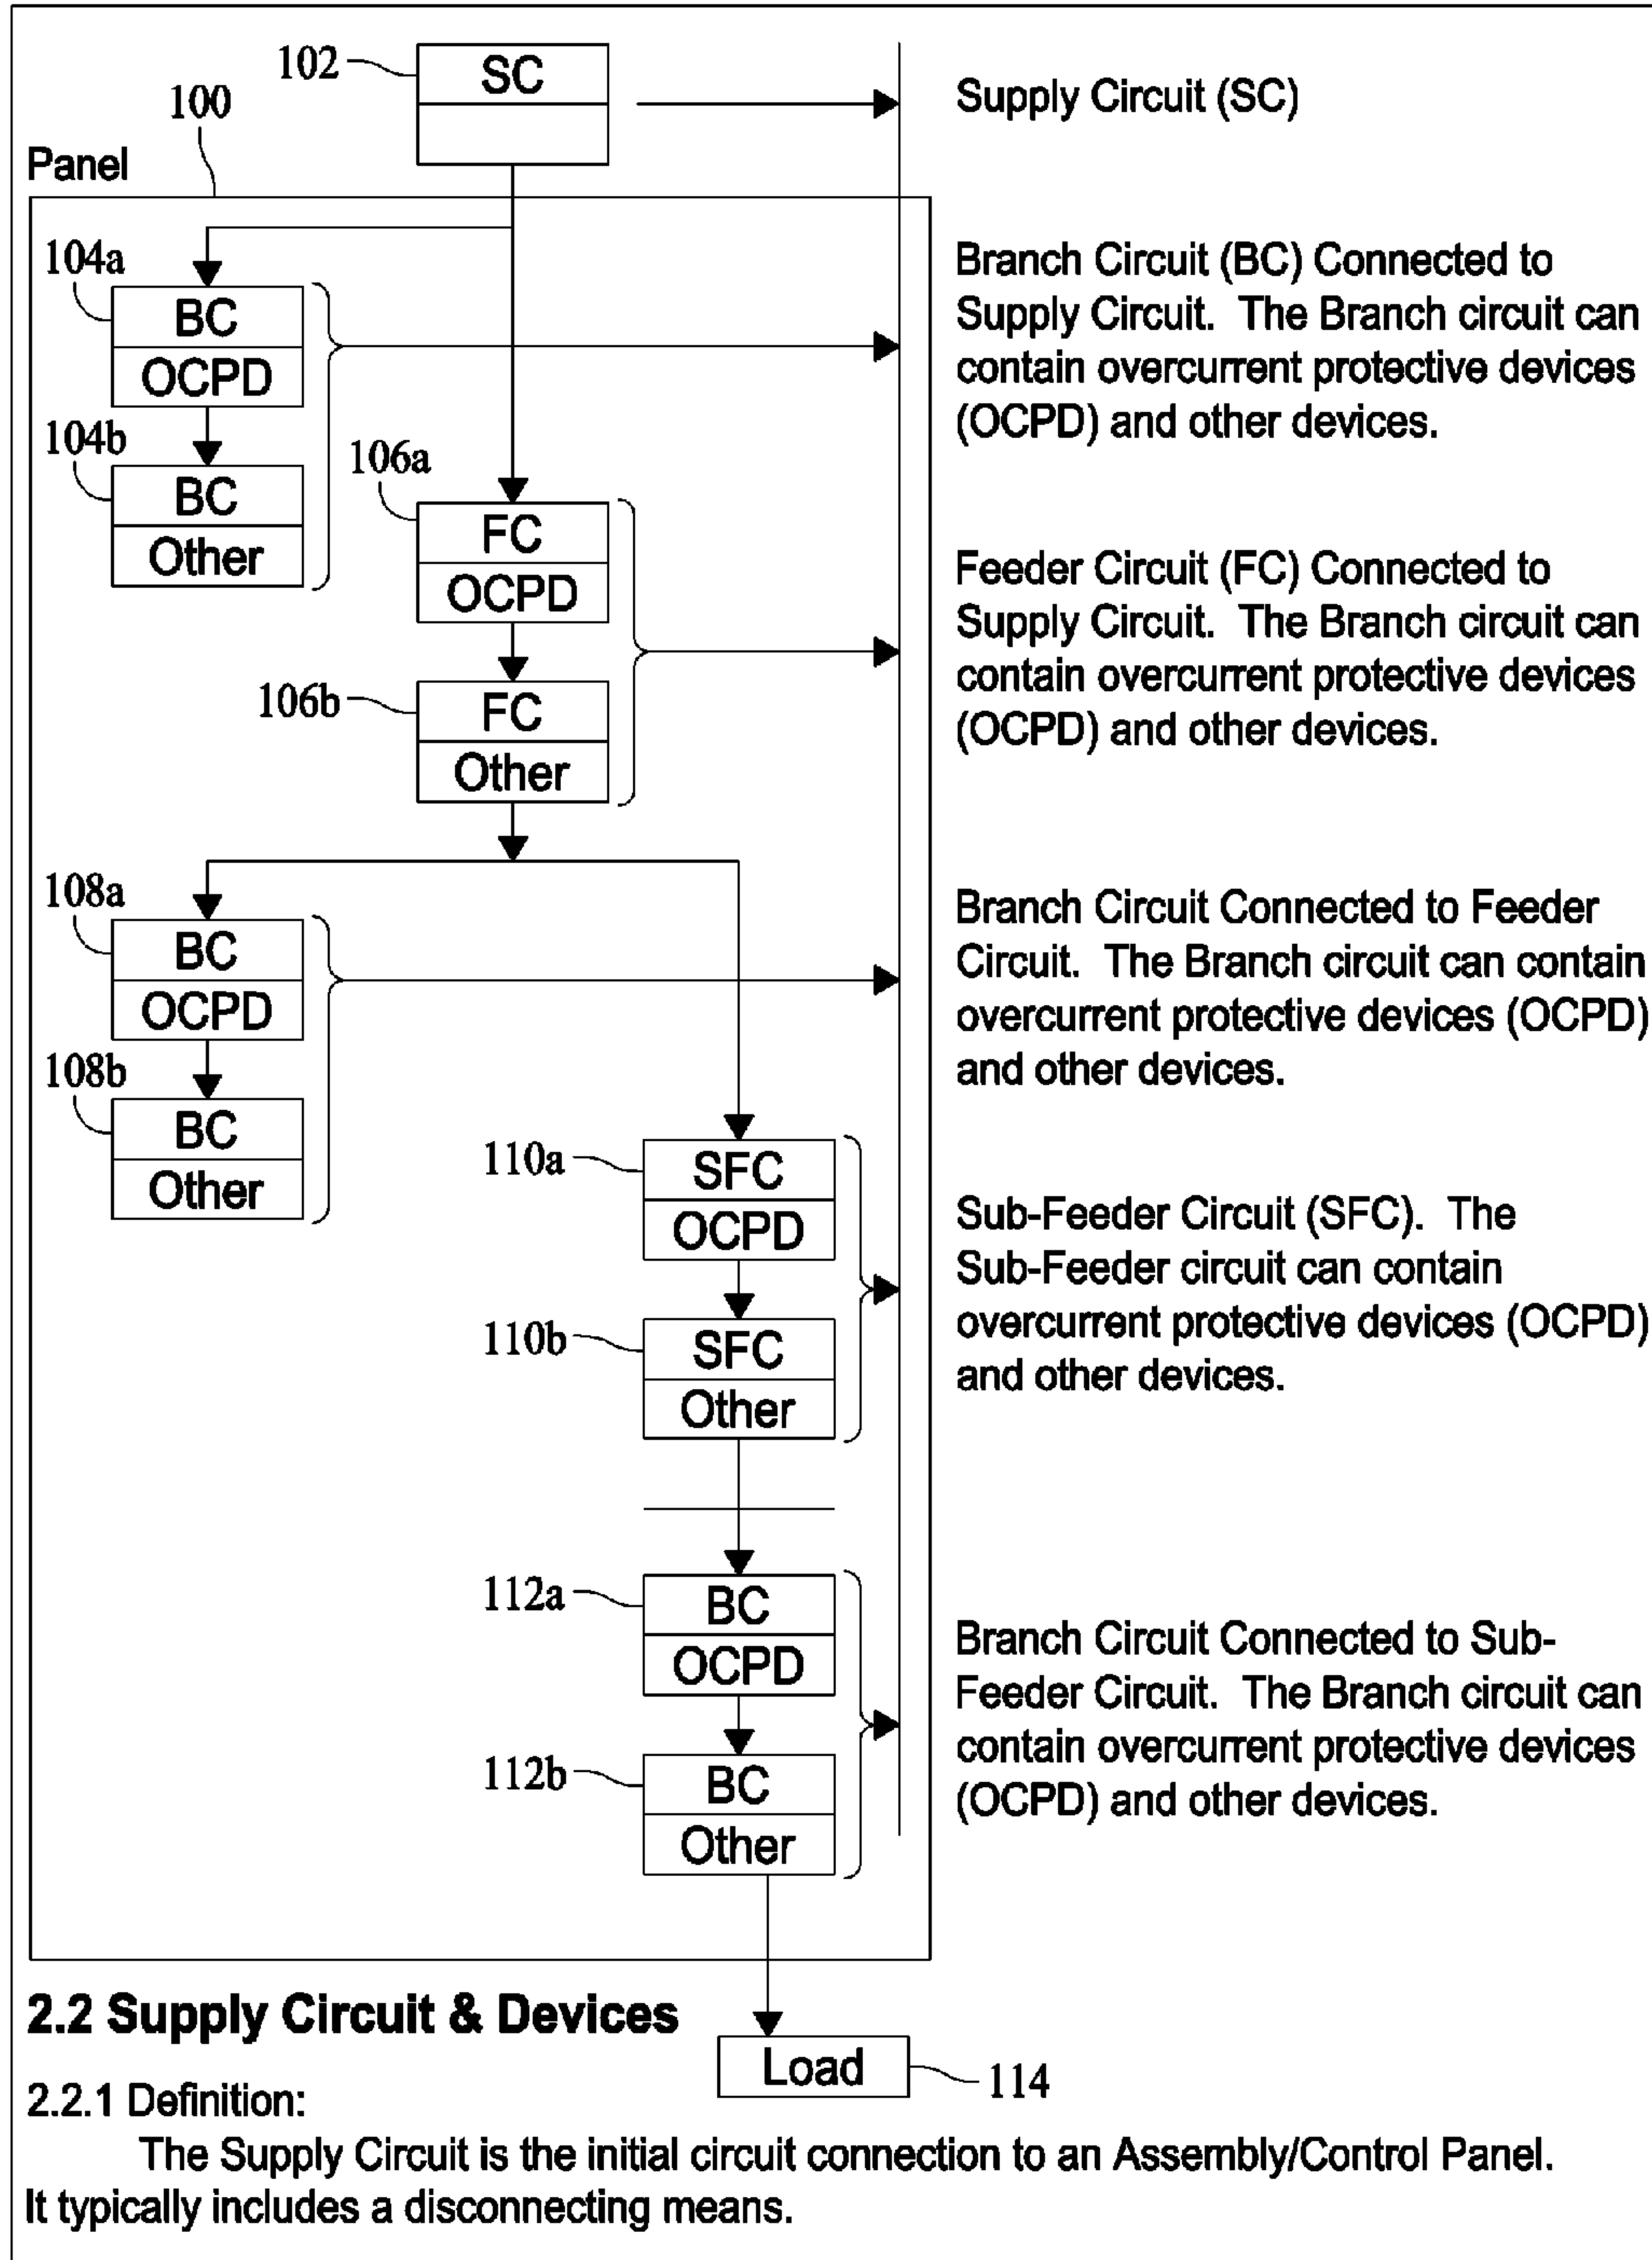 102
SC
Supply Circuit (SC)
100
Panel
104a
BC
OCPD
104b
BC
Other
Branch Circuit (BC) Connected to
Supply Circuit. The Branch circuit can
contain overcurrent protective devices
(OCPD) and other devices.
106a
FC
OCPD
106b
FC
Other
Feeder Circuit (FC) Connected to
Supply Circuit. The Branch circuit can
contain overcurrent protective devices
(OCPD) and other devices.
108a
BC
OCPD
108b
BC
Other
Branch Circuit Connected to Feeder
Circuit. The Branch circuit can contain
overcurrent protective devices (OCPD)
and other devices.
110a
SFC
OCPD
110b
SFC
Other
Sub-Feeder Circuit (SFC). The
Sub-Feeder circuit can contain
overcurrent protective devices (OCPD)
and other devices.
112a
BC
OCPD
112b
BC
Other
Branch Circuit Connected to Sub-
Feeder Circuit. The Branch circuit can
contain overcurrent protective devices
(OCPD) and other devices.
2.2 Supply Circuit & Devices
Load
114
2.2.1 Definition:
The Supply Circuit is the initial circuit connection to an Assembly/Control Panel.
It typically includes a disconnecting means.